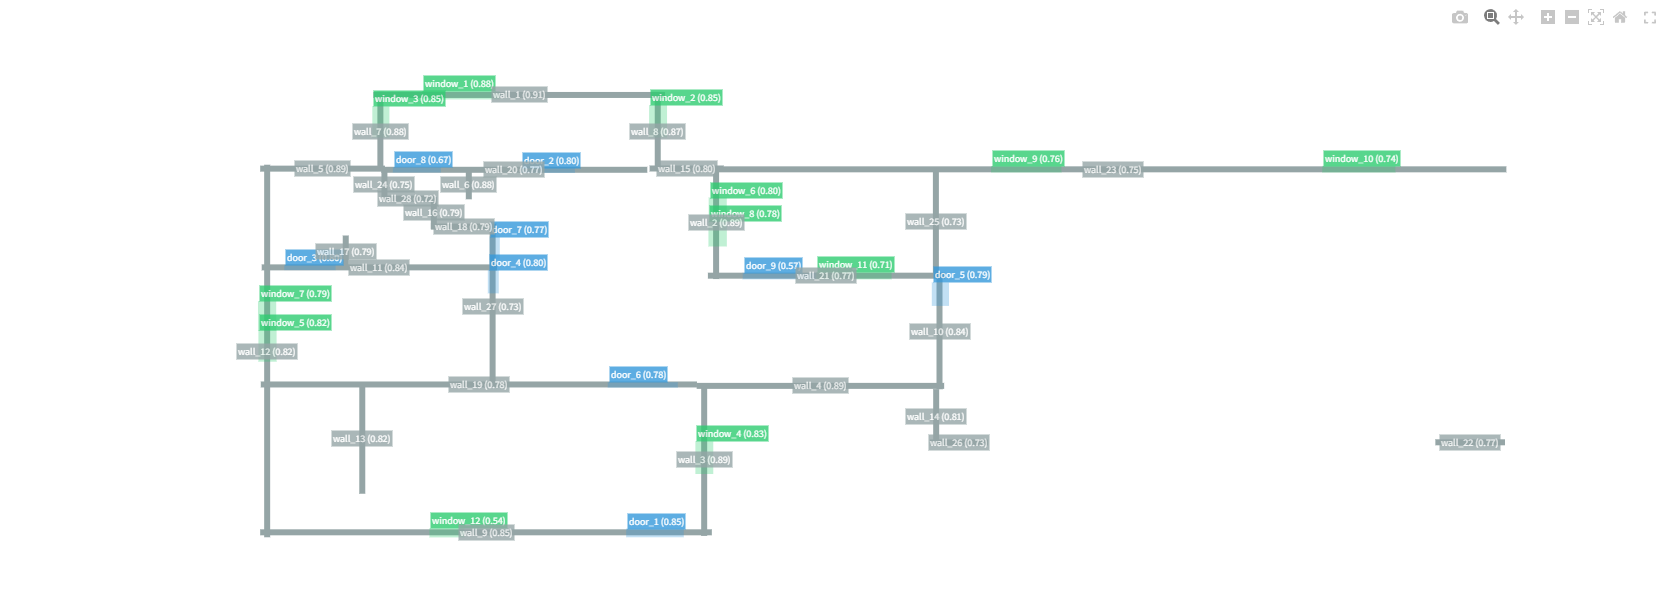 window_1 (0.88)
wall_1 (0.91)
window_3 (0.85)
window_2 (0.85)
wall_7 (0.88)
wall_8 (0.87)
door_8 (0.67)
door_2 (0.80)
window_9 (0.76)
window_10 (0.74)
wall_5 (0.89)
wall_20 (0.77)
wall_15 (0.80)
wall_23 (0.75)
wall_24 (0.75)
wall_6 (0.88)
window_6 (0.80)
wall_28 (0.72)
wall_16 (0.79)
window_8 (0.78)
wall_2 (0.89)
wall_25 (0.73)
wall_18 (0.79)
door_7 (0.77)
wall_17 (0.79)
door_3
door_4 (0.80)
wall_11 (0.84)
door_9 (0.57)
window_11 (0.71)
wall_21 (0.77)
door_5 (0.79)
window_7 (0.79)
wall_27 (0.73)
window_5 (0.82)
wall_10 (0.84)
wall_12 (0.82)
door_6 (0.78)
wall_19 (0.78)
wall_4 (0.89)
wall_14 (0.81)
window_4 (0.83)
wall_13 (0.82)
wall_26 (0.73)
wall_22 (0.77)
wall_3 (0.89)
window_12 (0.54)
door_1 (0.85)
wall_9 (0.85)